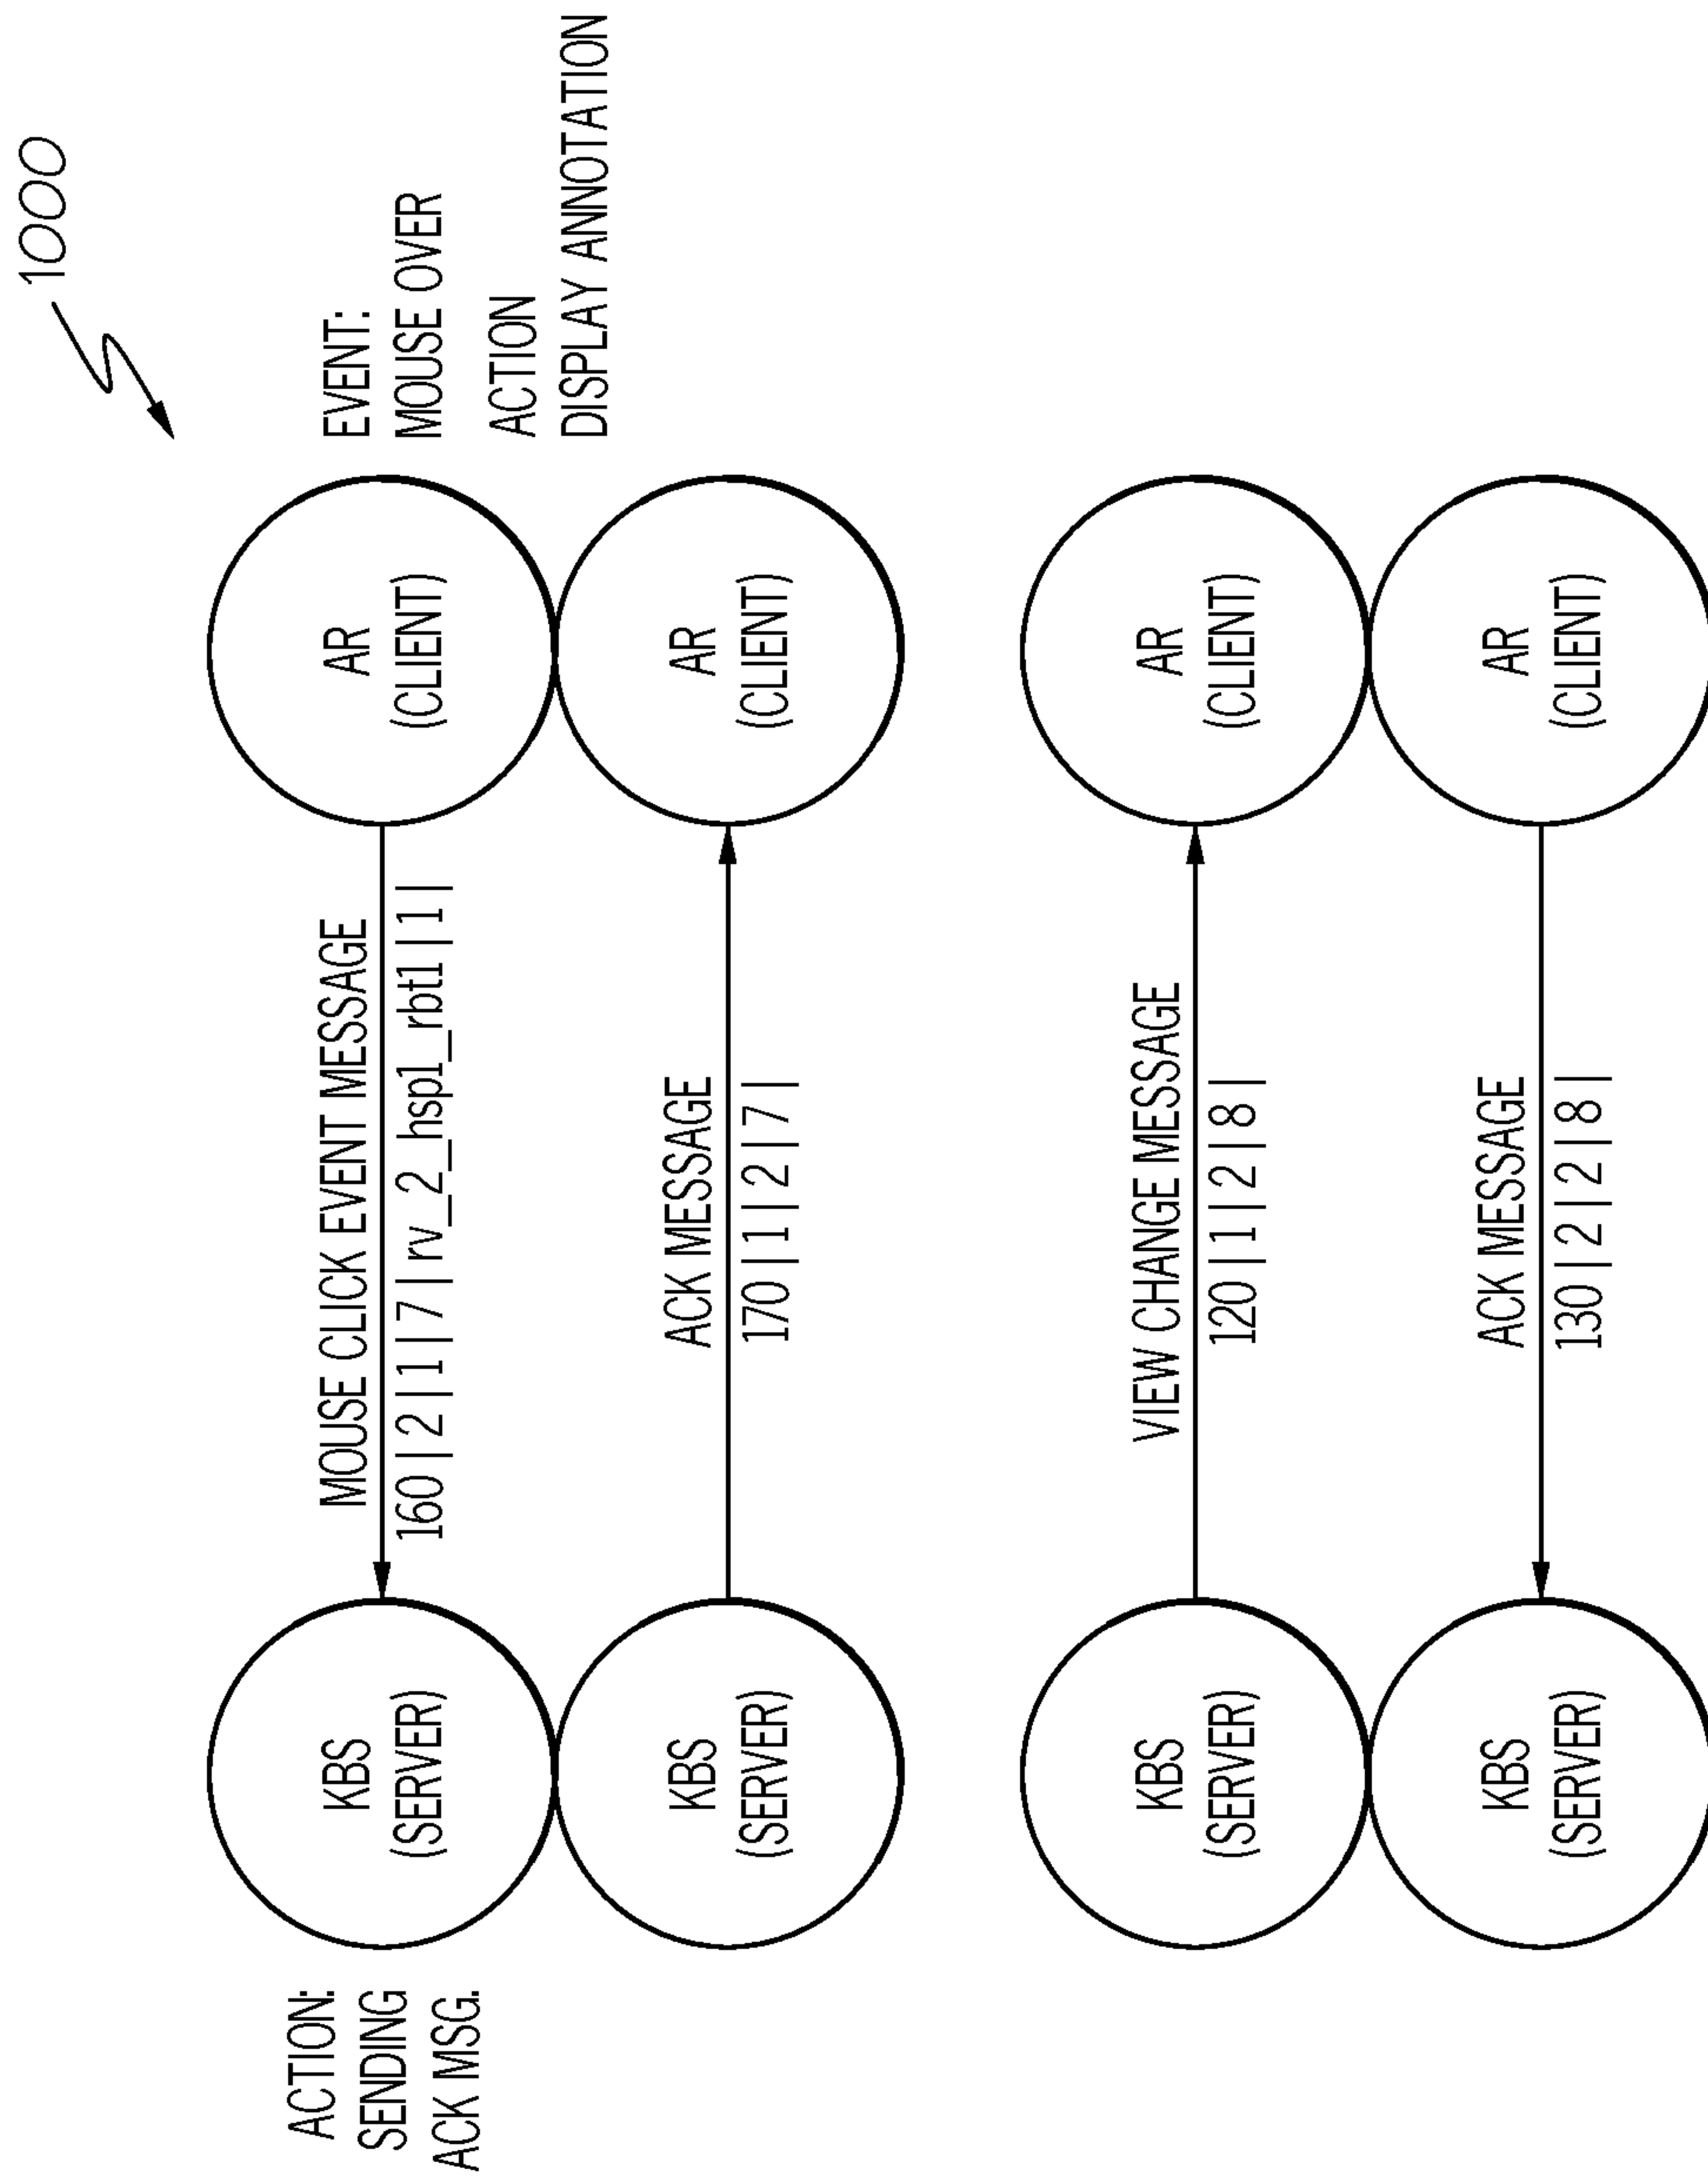 1000
ACTION:
SENDING
ACK MSG.
KBS
(SERVER)
MOUSE CLICK EVENT MESSAGE
160|2|1|7|rv_2_hsp1_rbt1|1|
AR
(CLIENT)
EVENT:
MOUSE OVER
ACTION
DISPLAY ANNOTATION
KBS
(SERVER)
ACK MESSAGE
170|1|2|7|
AR
(CLIENT)
KBS
(SERVER)
VIEW CHANGE MESSAGE
120|1|2|8|
AR
(CLIENT)
KBS
(SERVER)
ACK MESSAGE
130|2|2|8|
AR
(CLIENT)